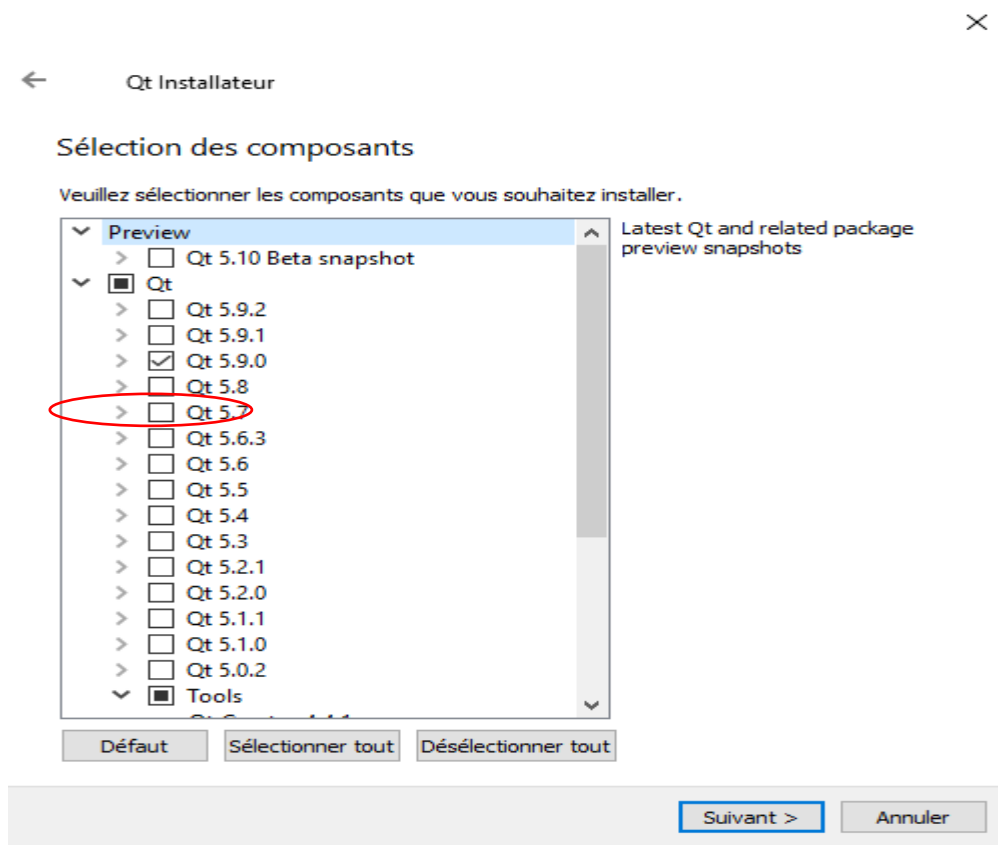 Qt Installateur
Sélection des composants
Veuillez sélectionner les composants que vous souhaitez installer.
Preview
Latest Qt and related package
preview snapshots
Qt 5.10 Beta snapshot
Qt
Qt 5.9.2
Qt 5.9.1
Qt 5.9.0
Qt 5.8
Qt 5.7
Qt 5.6.3
Qt 5.6
Qt 5.5
Qt 5.4
Qt 5.3
Qt 5.2.1
Qt 5.2.0
Qt 5.1.1
Qt 5.1.0
Qt 5.0.2
Tools
Défaut
Sélectionner tout
Désélectionner tout
Suivant >
Annuler